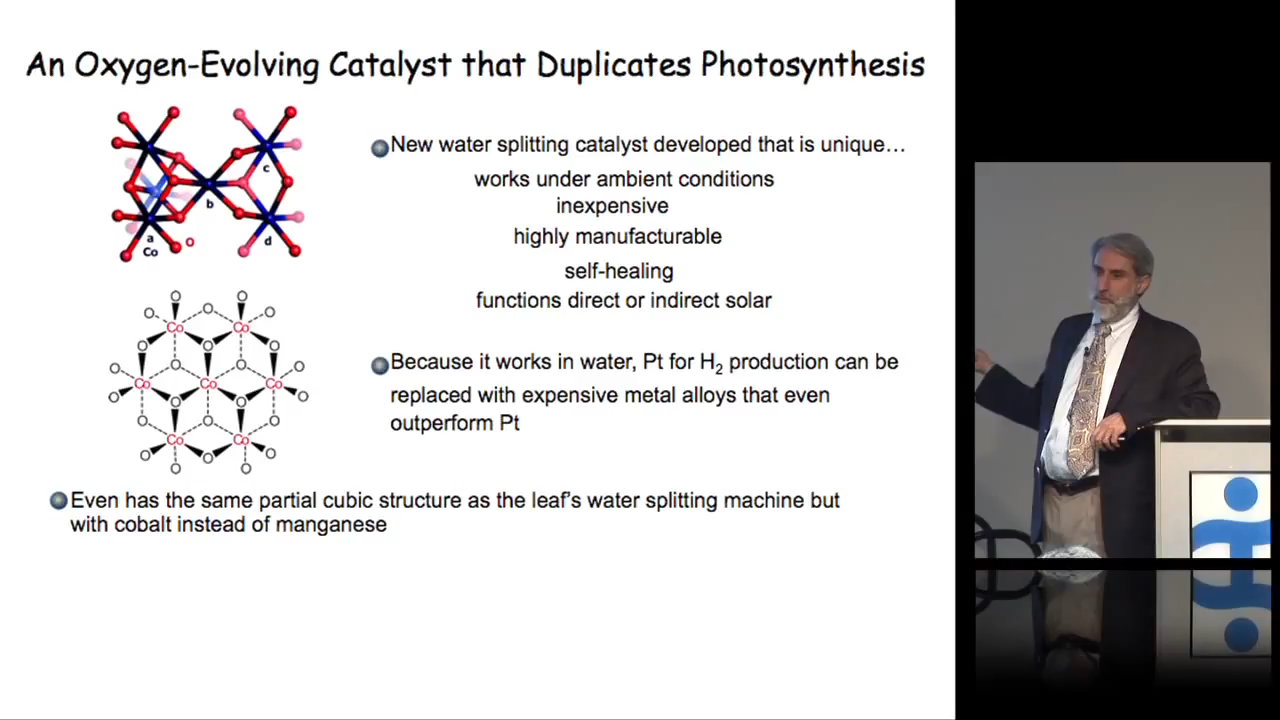 An Oxygen-Evolving Catalyst that Duplicates Photosynthesis
New water splitting catalyst developed that is unique…
works under ambient conditions
inexpensive
highly manufacturable
self-healing
functions direct or indirect solar
c
b
a
O
d
Co
O O
O O O
Co Co
O O O
O O O O
Co Co Co
O O O O
O O O O
Co Co
O O O
O O
Because it works in water, Pt for H₂ production can be
replaced with expensive metal alloys that even
outperform Pt
Even has the same partial cubic structure as the leaf's water splitting machine but
with cobalt instead of manganese